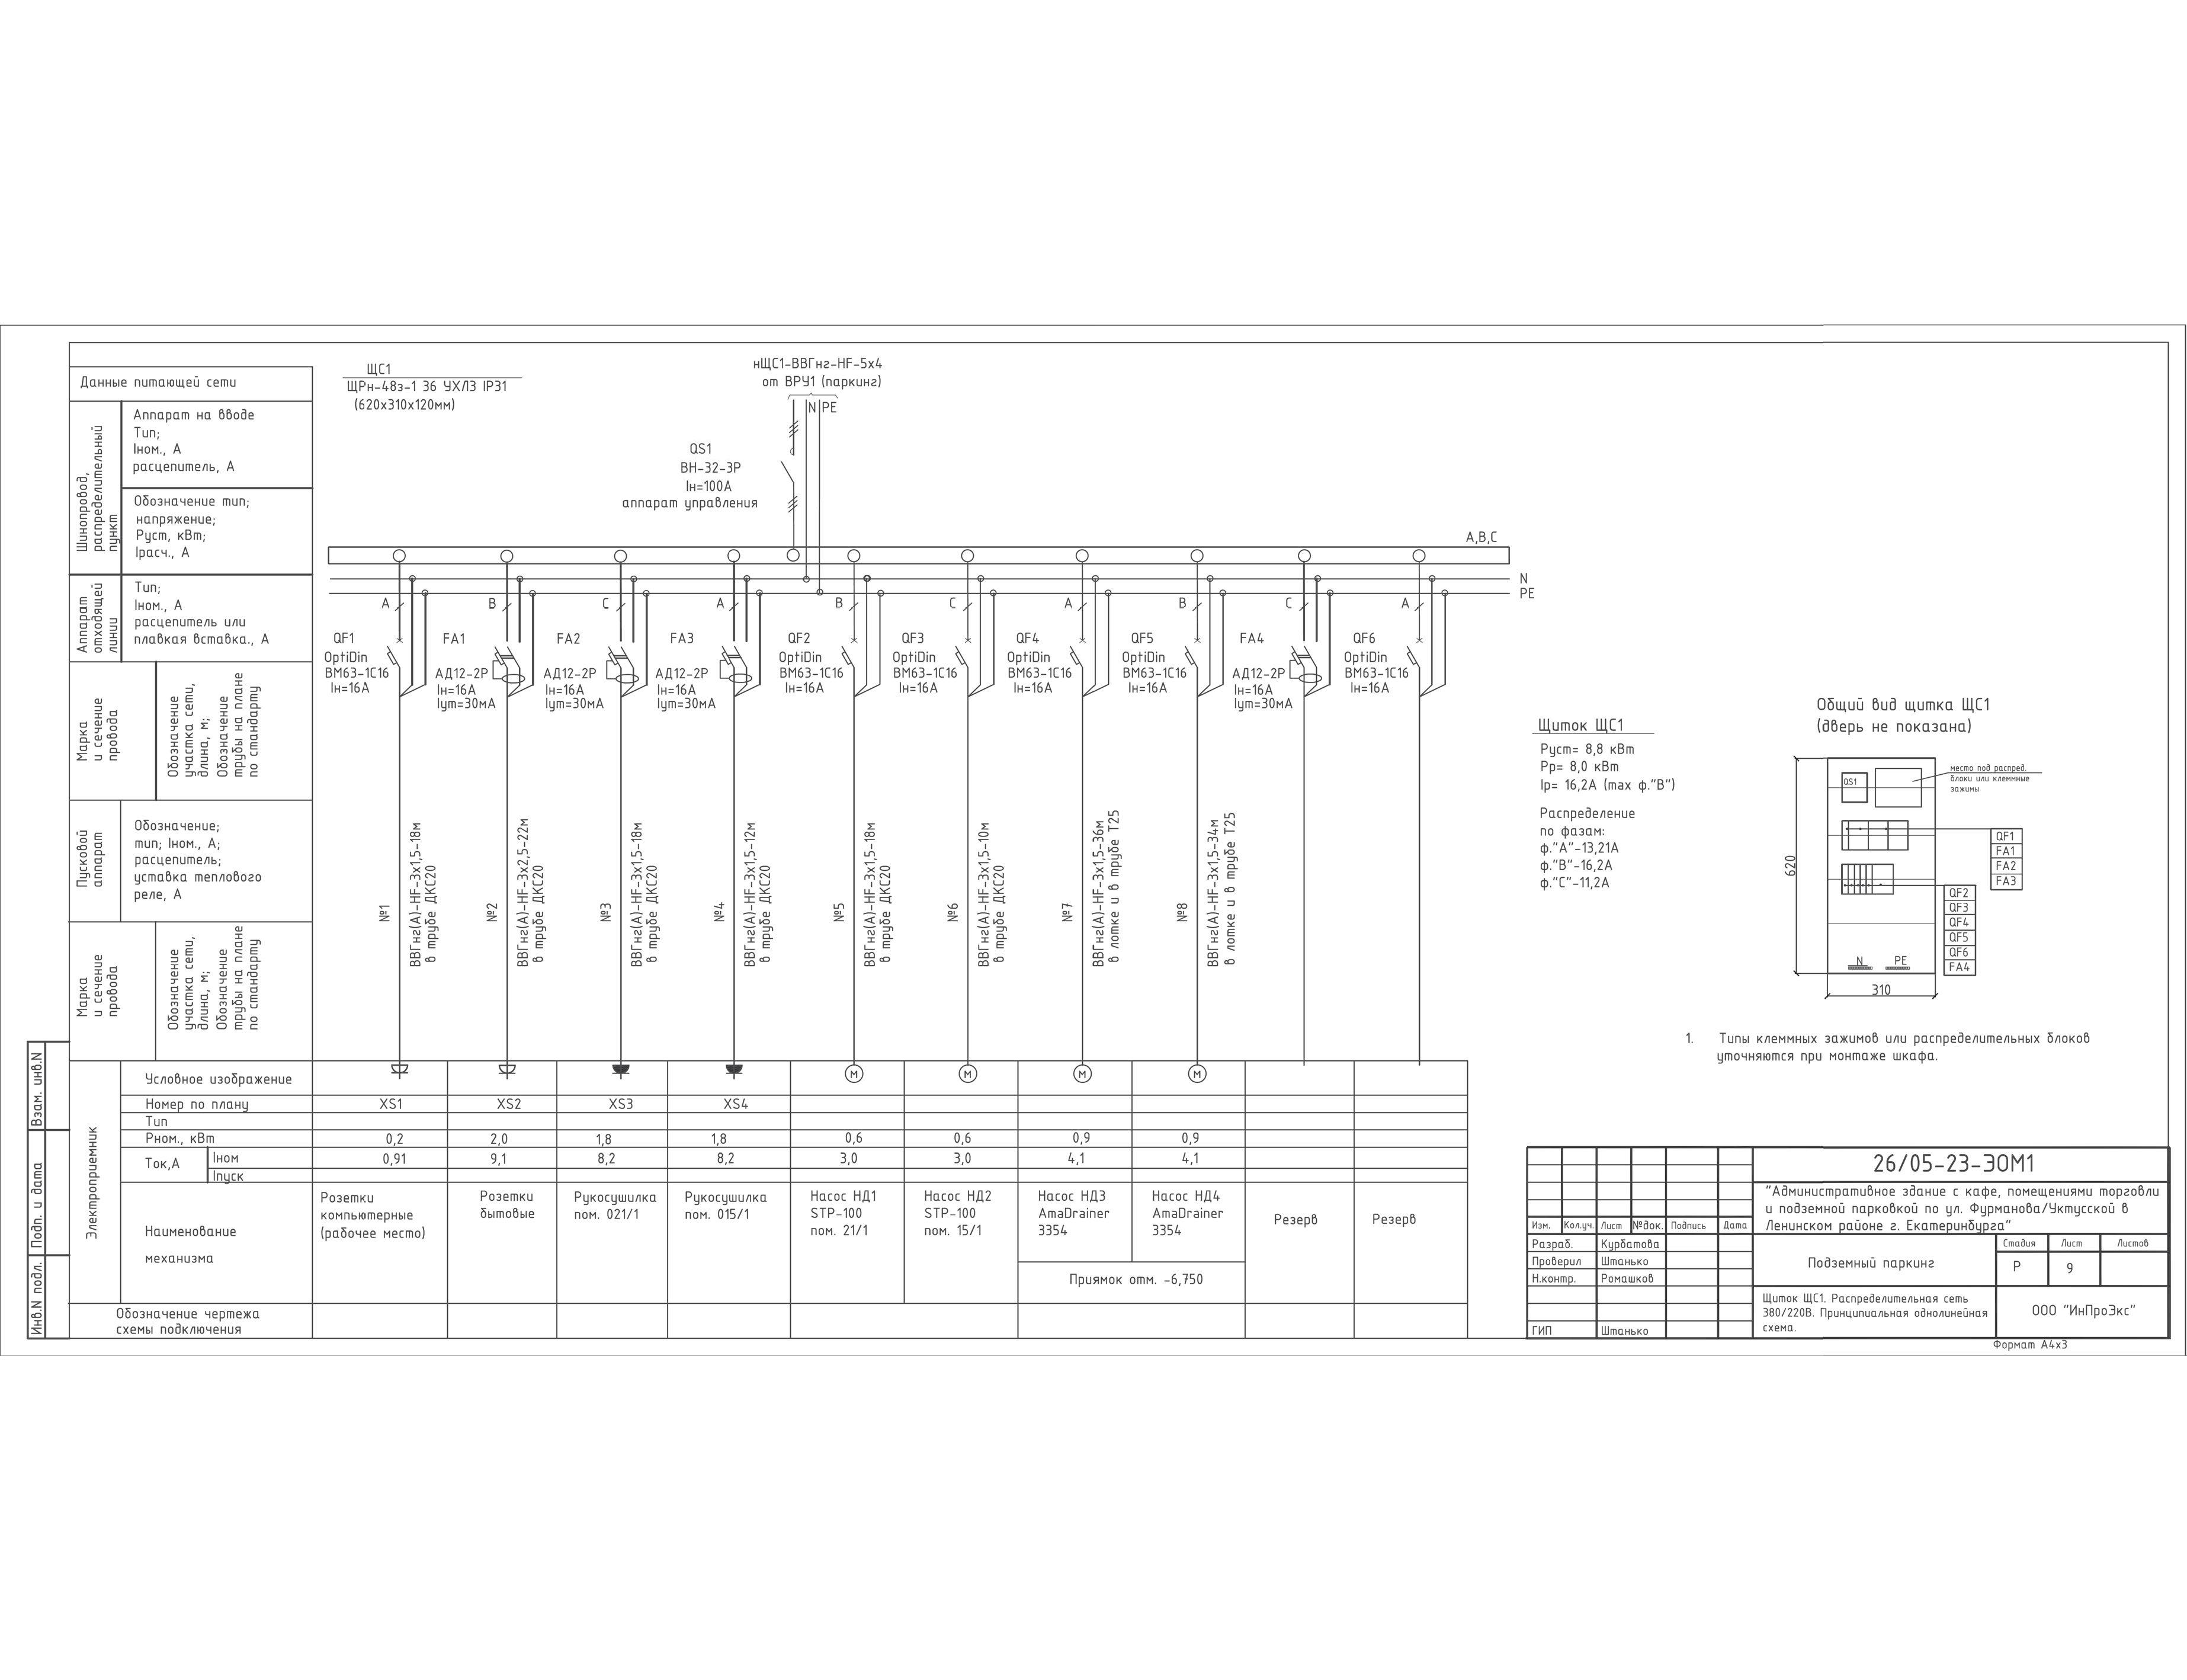 Данные питающей сети
Шинопровод,
распределительный
пункт
Аппарат на вводе
Тип;
Iном., А
расцепитель, А
Обозначение тип;
напряжение;
Руст, кВт;
Iрасч., А
Аппарат
отходящей
линии
Тип;
Iном., А
расцепитель или
плавкая вставка., А
Марка
и сечение
провода
Обозначение
участка сети,
длина, м;
Обозначение
трубы на плане
по стандарту
Пусковой
аппарат
Обозначение;
тип; Iном., А;
расцепитель;
уставка теплового
реле, А
Марка
и сечение
провода
Обозначение
участка сети,
длина, м;
Обозначение
трубы на плане
по стандарту
ЩС1
ЩРн-48з-1 36 УХЛ3 IP31
(620х310х120мм)
нЩС1-ВВГнг-HF-5х4
от ВРУ1 (паркинг)
N PE
QS1
ВН-32-3Р
Iн=100А
аппарат управления
А,В,С
N
PE
A B C A B C A B C A
QF1
OptiDin
ВМ63-1С16
Iн=16А
FA1
АД12-2Р
Iн=16А
Iут=30мА
FA2
АД12-2Р
Iн=16А
Iут=30мА
FA3
АД12-2Р
Iн=16А
Iут=30мА
QF2
OptiDin
ВМ63-1С16
Iн=16А
QF3
OptiDin
ВМ63-1С16
Iн=16А
QF4
OptiDin
ВМ63-1С16
Iн=16А
QF5
OptiDin
ВМ63-1С16
Iн=16А
FA4
АД12-2Р
Iн=16А
Iут=30мА
QF6
OptiDin
ВМ63-1С16
Iн=16А
№1
ВВГнг(А)-HF-3х1,5-18м
в трубе ДКС20
№2
ВВГнг(А)-HF-3х2,5-22м
в трубе ДКС20
№3
ВВГнг(А)-HF-3х1,5-18м
в трубе ДКС20
№4
ВВГнг(А)-HF-3х1,5-12м
в трубе ДКС20
№5
ВВГнг(А)-HF-3х1,5-18м
в трубе ДКС20
№6
ВВГнг(А)-HF-3х1,5-10м
в трубе ДКС20
№7
ВВГнг(А)-HF-3х1,5-36м
в лотке и в трубе Т25
№8
ВВГнг(А)-HF-3х1,5-34м
в лотке и в трубе Т25
Щиток ЩС1
Руст= 8,8 кВт
Рр= 8,0 кВт
Iр= 16,2А (max ф."В")
Распределение
по фазам:
ф."А"-13,21А
ф."В"-16,2А
ф."С"-11,2А
Общий вид щитка ЩС1
(дверь не показана)
QS1
место под распред.
блоки или клеммные
зажимы
QF1
FA1
FA2
FA3
QF2
QF3
QF4
QF5
QF6
FA4
N PE
620
310
1. Типы клеммных зажимов или распределительных блоков
уточняются при монтаже шкафа.
Электроприемник
Условное изображение M M M M
Номер по плану XS1 XS2 XS3 XS4
Тип
Рном., кВт 0,2 2,0 1,8 1,8 0,6 0,6 0,9 0,9
Ток,А
Iном 0,91 9,1 8,2 8,2 3,0 3,0 4,1 4,1
Iпуск
Наименование
механизма
Розетки
компьютерные
(рабочее место)
Розетки
бытовые
Рукосушилка
пом. 021/1
Рукосушилка
пом. 015/1
Насос НД1
STP-100
пом. 21/1
Насос НД2
STP-100
пом. 15/1
Насос НД3
AmaDrainer
3354
Насос НД4
AmaDrainer
3354
Приямок отм. -6,750
Резерв
Резерв
Обозначение чертежа
схемы подключения
Взам. инв.N
Подп. и дата
Инв.N подл.
26/05-23-ЭОМ1
"Административное здание с кафе, помещениями торговли
и подземной парковкой по ул. Фурманова/Уктусской в
Ленинском районе г. Екатеринбурга"
Изм. Кол.уч. Лист №док. Подпись Дата
Разраб. Курбатова
Проверил Штанько
Н.контр. Ромашков
ГИП Штанько
Подземный паркинг
Стадия Лист Листов
Р 9
Щиток ЩС1. Распределительная сеть
380/220В. Принципиальная однолинейная
схема.
ООО "ИнПроЭкс"
Формат А4х3